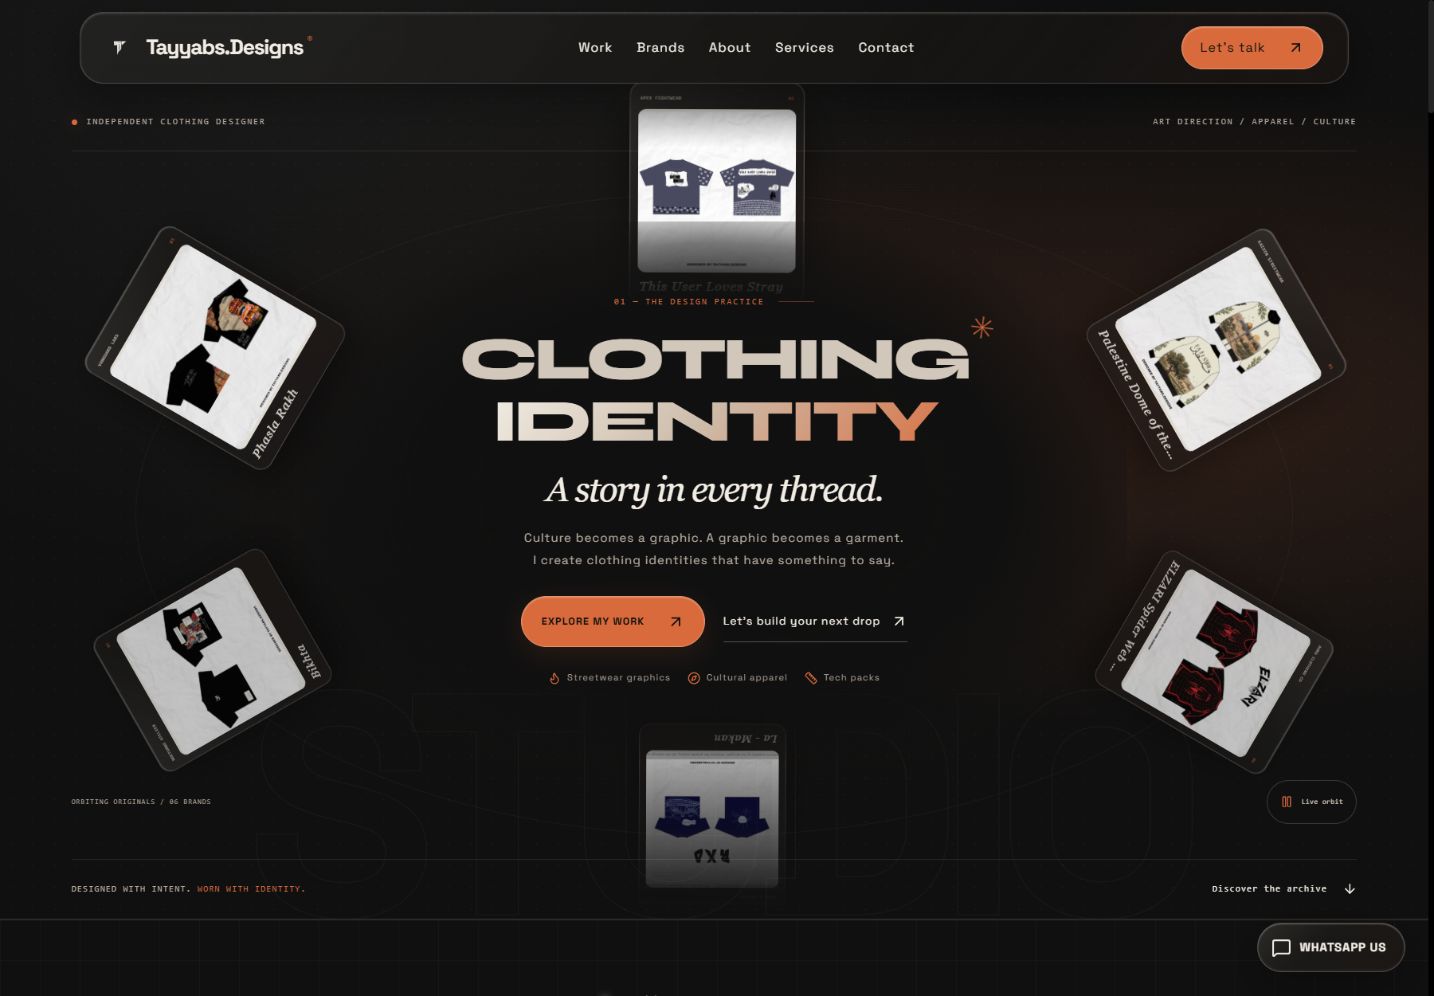 Tayyabs.Designs
Work Brands About Services Contact
Let's talk
INDEPENDENT CLOTHING DESIGNER
ART DIRECTION / APPAREL / CULTURE
APEX FIGHTWEAR
This User Loves Stray
01 — THE DESIGN PRACTICE
CLOTHING
IDENTITY
A story in every thread.
Culture becomes a graphic. A graphic becomes a garment.
I create clothing identities that have something to say.
EXPLORE MY WORK
Let's build your next drop
Streetwear graphics
Cultural apparel
Tech packs
Phasla Rakh
Palestine Dome of the...
Bikhta
ELZARI Spider Web ...
ELZARI
La - Makan
STUDIO
ORBITING ORIGINALS / 06 BRANDS
Live orbit
DESIGNED WITH INTENT. WORN WITH IDENTITY.
Discover the archive
WHATSAPP US